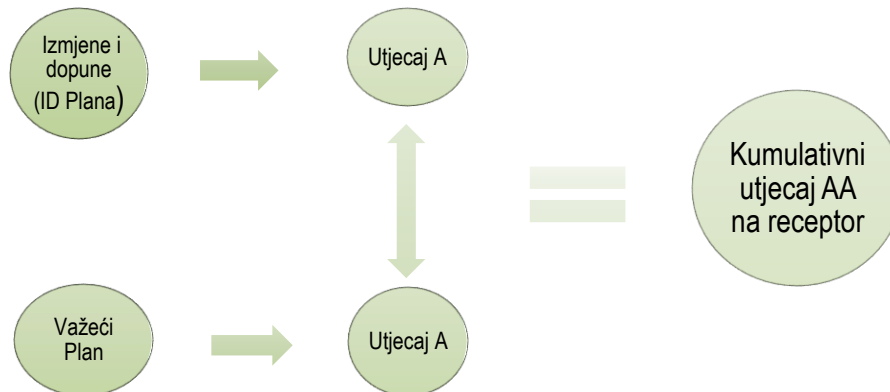 Izmjene i
dopune
(ID Plana)
Utjecaj A
Kumulativni
utjecaj AA
na receptor
Važeći
Plan
Utjecaj A